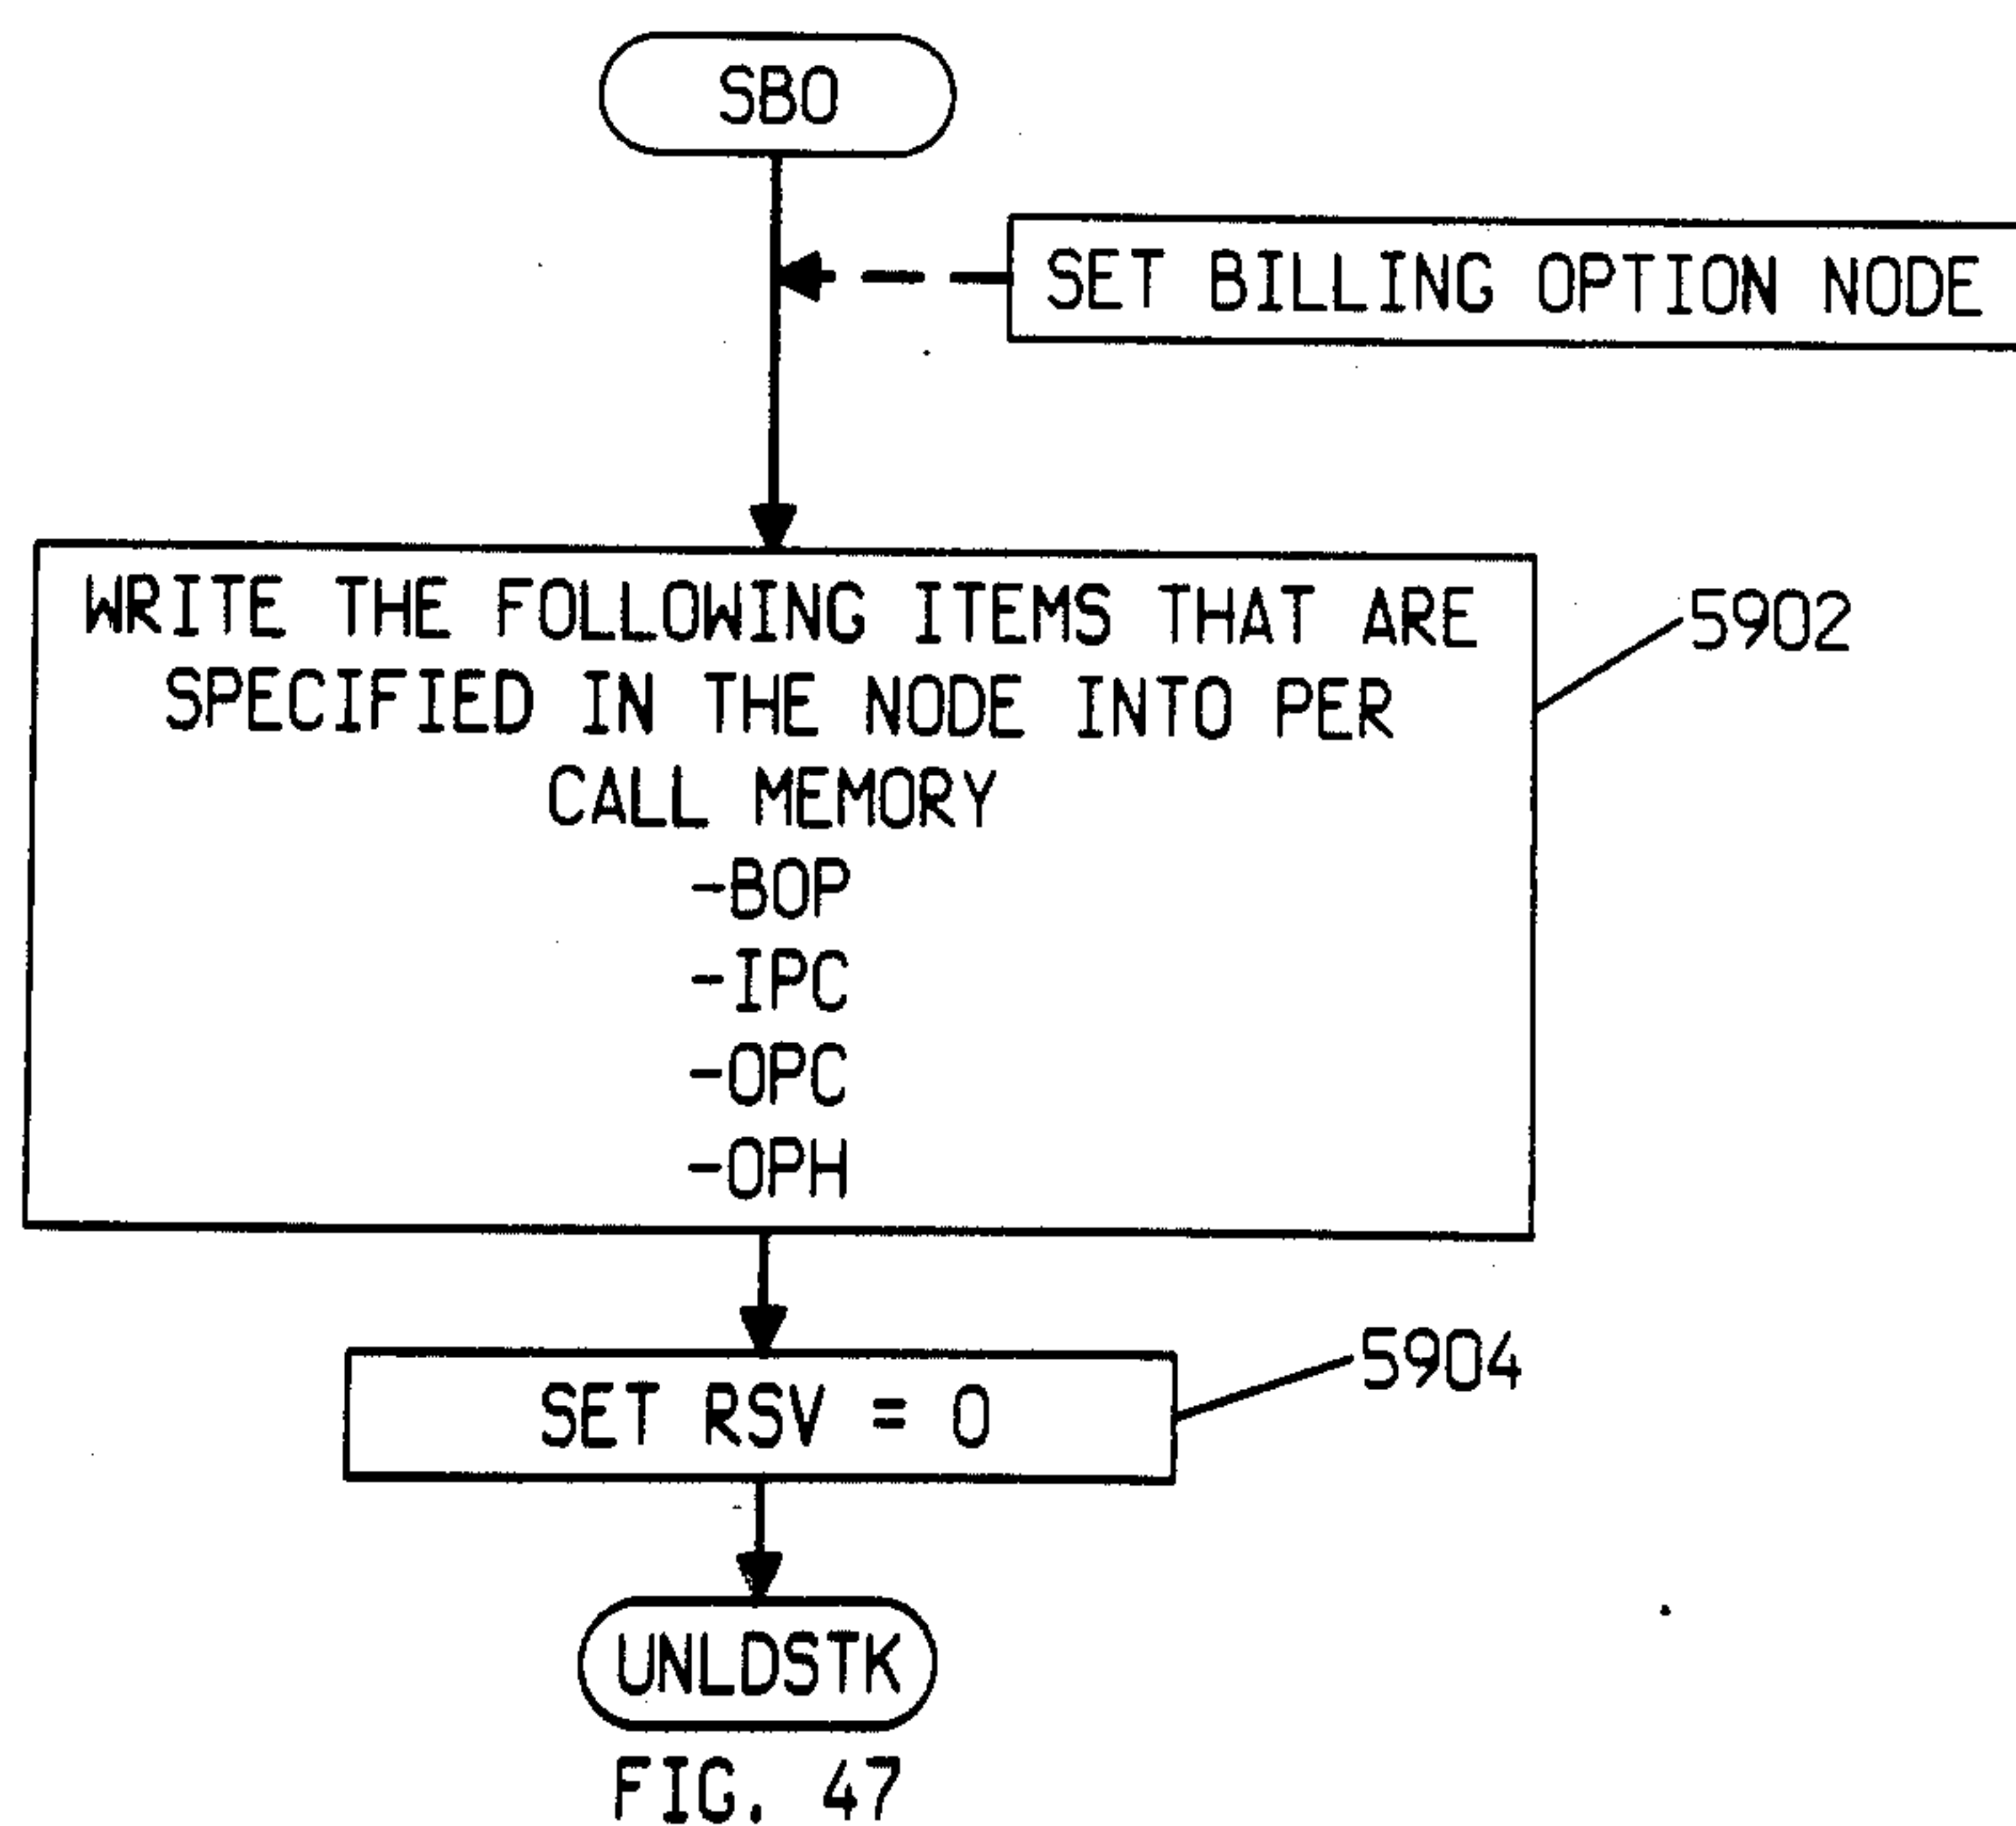 SBO
SET BILLING OPTION NODE
WRITE THE FOLLOWING ITEMS THAT ARE
SPECIFIED IN THE NODE INTO PER
CALL MEMORY
-BOP
-IPC
-OPC
-OPH
5902
SET RSV = 0
5904
UNLDSTK
FIG. 47